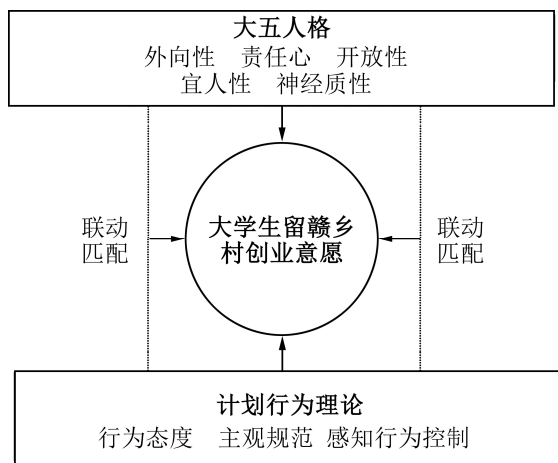 大五人格
外向性 责任心 开放性
宜人性 神经质性
联动
匹配
大学生留赣乡
村创业意愿
联动
匹配
计划行为理论
行为态度 主观规范 感知行为控制